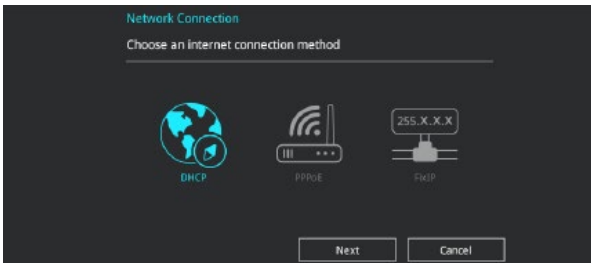 Network Connection
Choose an internet connection method
255.X.X.X
DHCP
PPPoE
FixIP
Next
Cancel